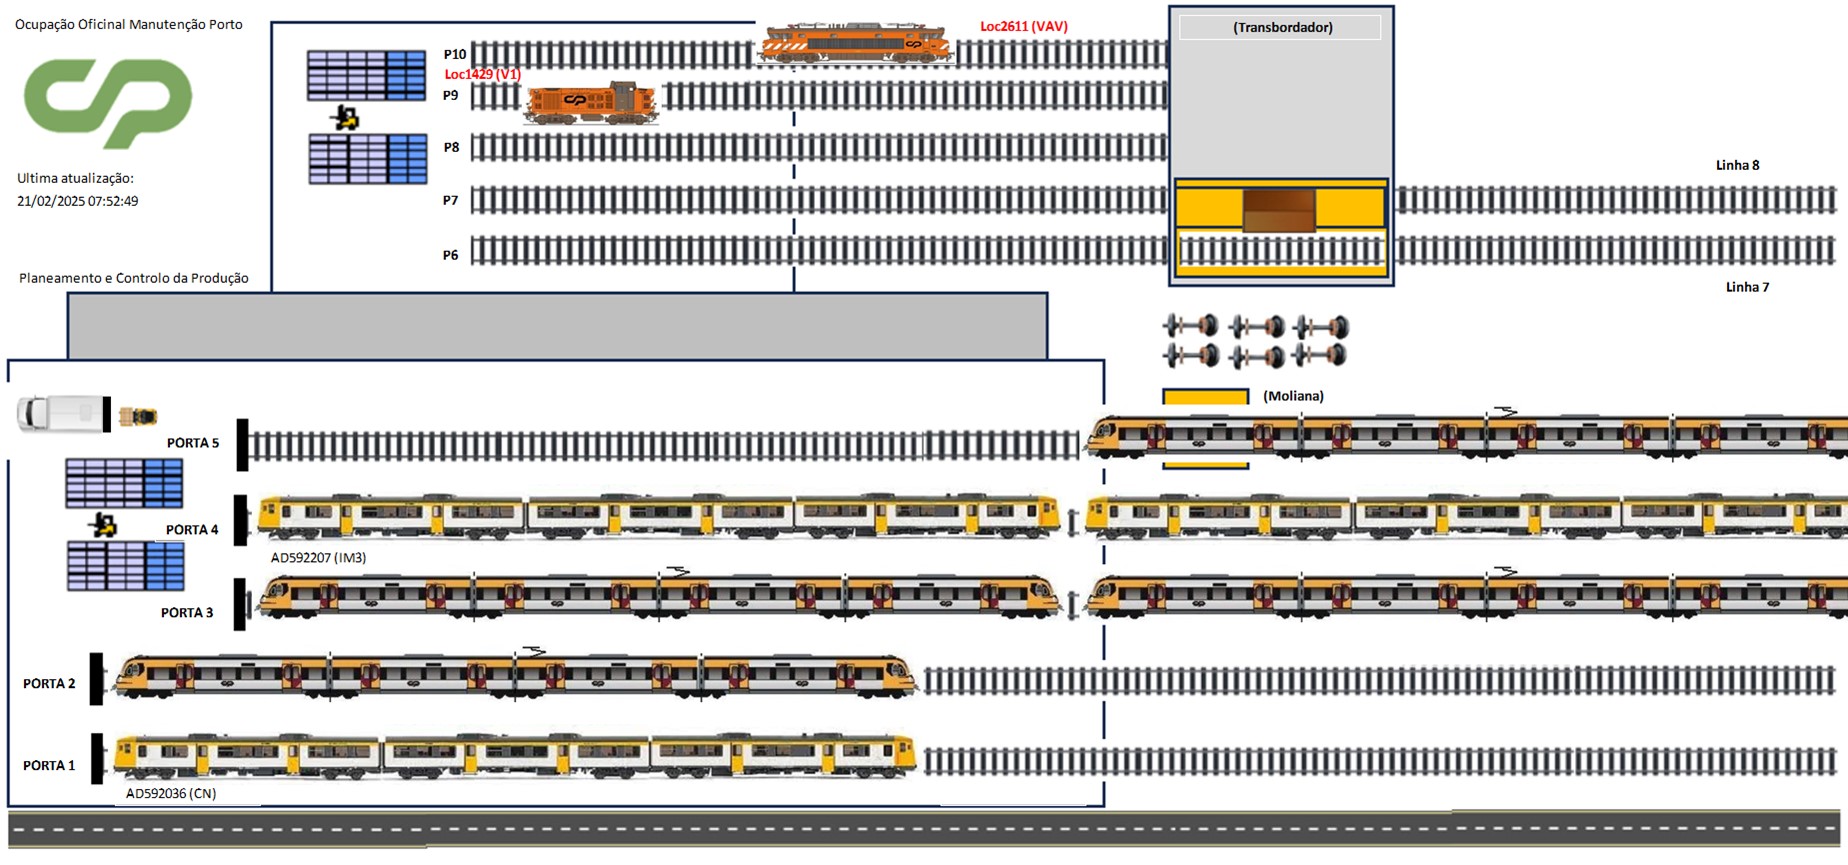 Ocupação Oficinal Manutenção Porto
Loc2611 (VAV)
(Transbordador)
P10
Loc1429 (V1)
P9
P8
Linha 8
Ultima atualização:
21/02/2025 07:52:49
P7
P6
Planeamento e Controlo da Produção
Linha 7
(Moliana)
PORTA 5
PORTA 4
AD592207 (IM3)
PORTA 3
PORTA 2
PORTA 1
AD592036 (CN)